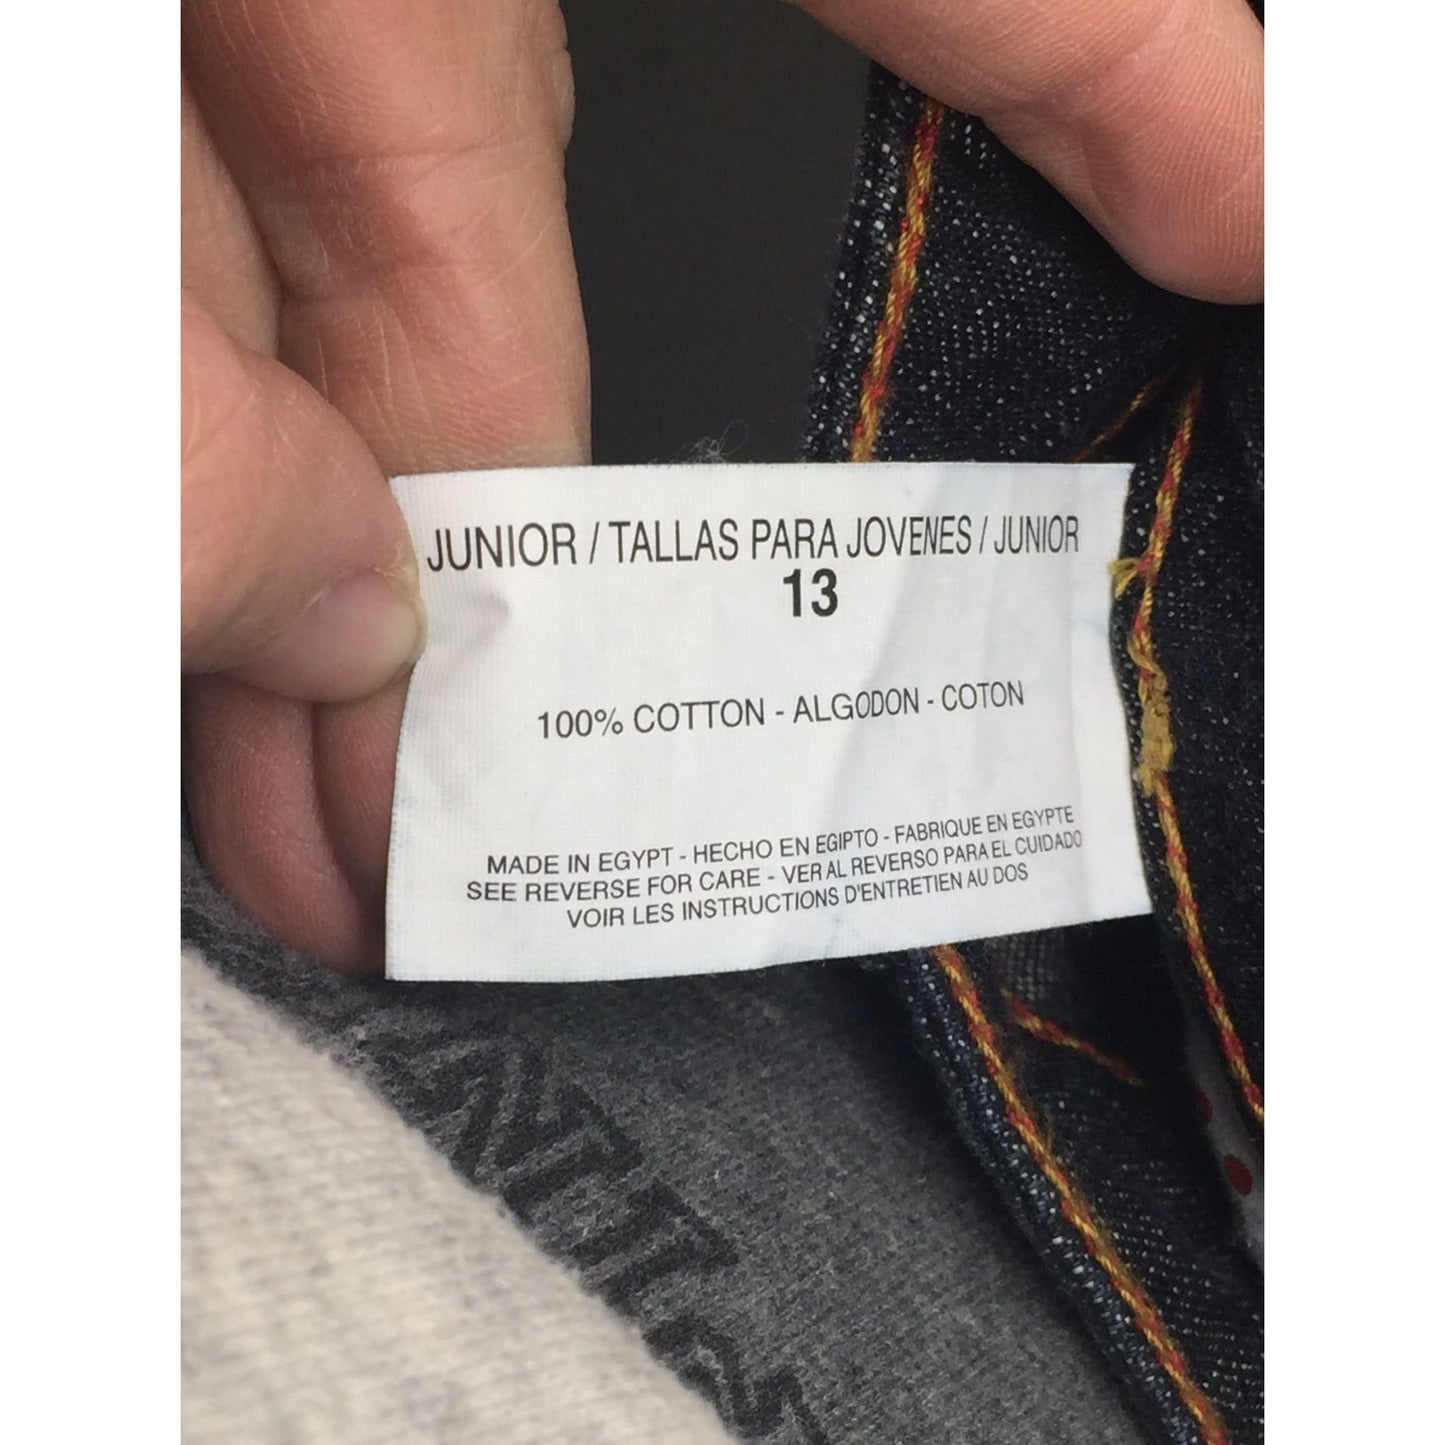 JUNIOR / TALLAS PARA JOVENES / JUNIOR
13
100% COTTON - ALGODON - COTON
MADE IN EGYPT - HECHO EN EGIPTO - FABRIQUE EN EGYPTE
SEE REVERSE FOR CARE - VER AL REVERSO PARA EL CUIDADO
VOIR LES INSTRUCTIONS D'ENTRETIEN AU DOS